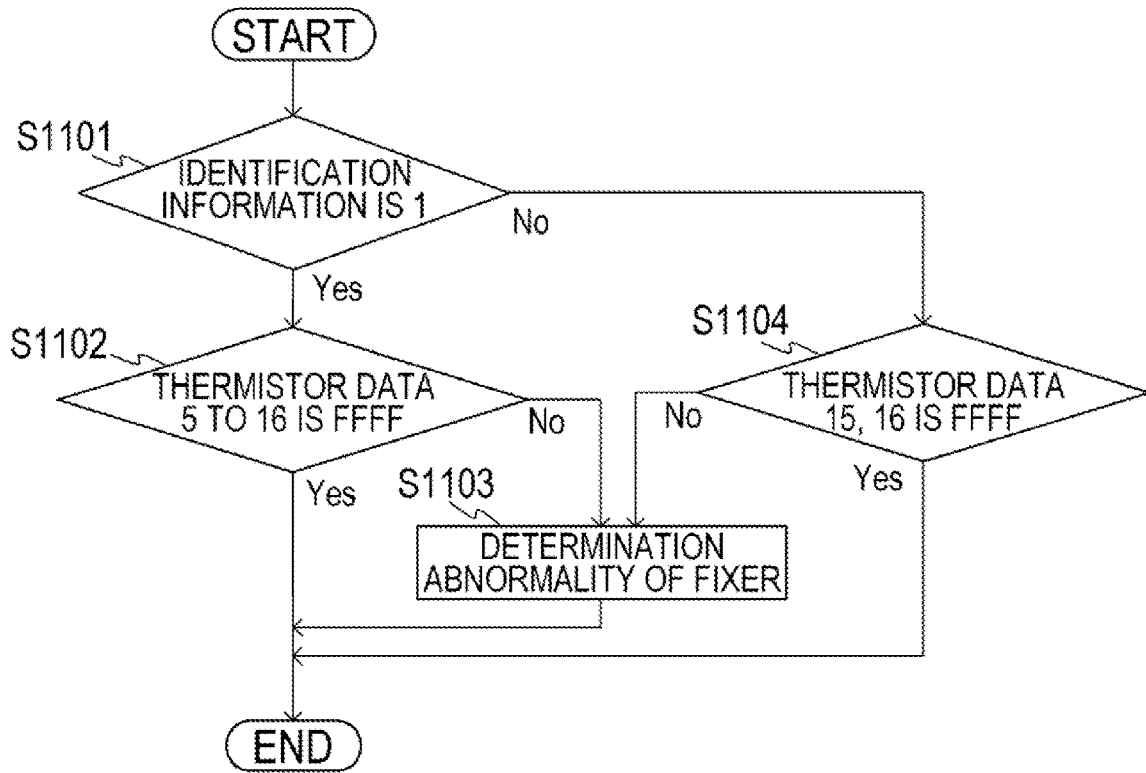 START
S1101
IDENTIFICATION
INFORMATION IS 1
No
Yes
S1102
THERMISTOR DATA
5 TO 16 IS FFFF
No
Yes
S1104
THERMISTOR DATA
15, 16 IS FFFF
No
Yes
S1103
DETERMINATION
ABNORMALITY OF FIXER
END